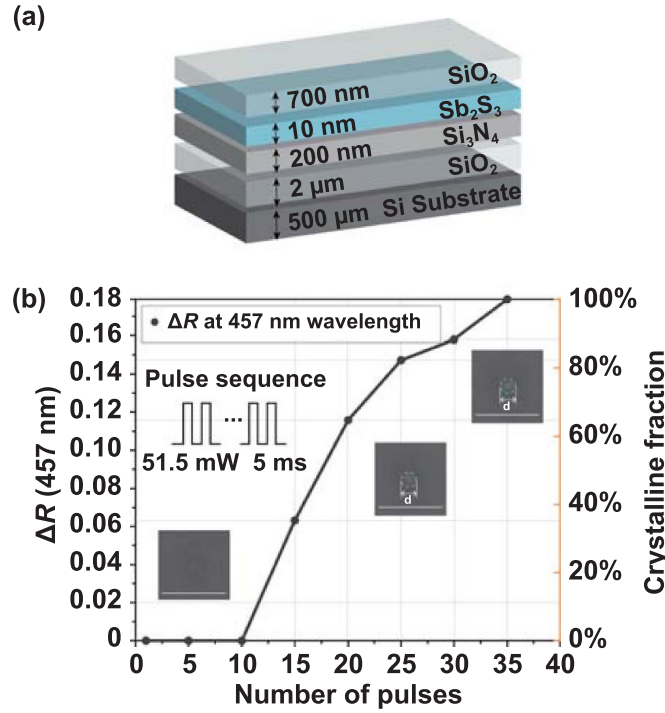 (a)
SiO₂
700 nm
Sb₂S₃
10 nm
Si₃N₄
200 nm
SiO₂
2 μm
500 μm Si Substrate
(b)
ΔR (457 nm)
0.18
0.16
0.14
0.12
0.10
0.08
0.06
0.04
0.02
0
• ΔR at 457 nm wavelength
Pulse sequence
...
51.5 mW 5 ms
d
d
100%
80%
60%
40%
20%
0%
Crystalline fraction
0 5 10 15 20 25 30 35 40
Number of pulses